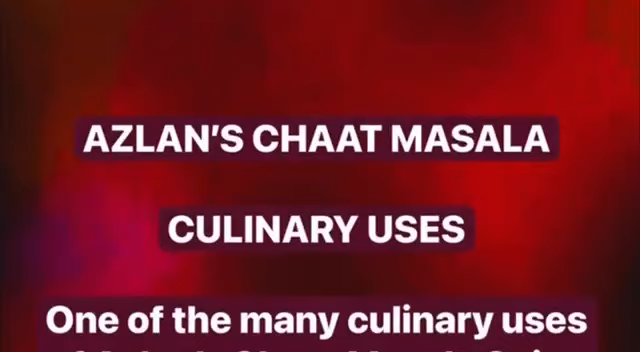 AZLAN'S CHAAT MASALA
CULINARY USES
One of the many culinary uses